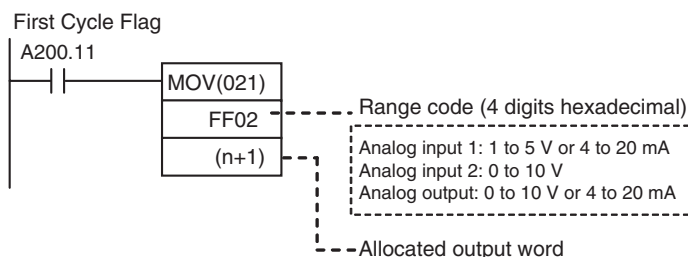 First Cycle Flag
A200.11
MOV(021)
FF02
(n+1)
Range code (4 digits hexadecimal)
Analog input 1: 1 to 5 V or 4 to 20 mA
Analog input 2: 0 to 10 V
Analog output: 0 to 10 V or 4 to 20 mA
Allocated output word